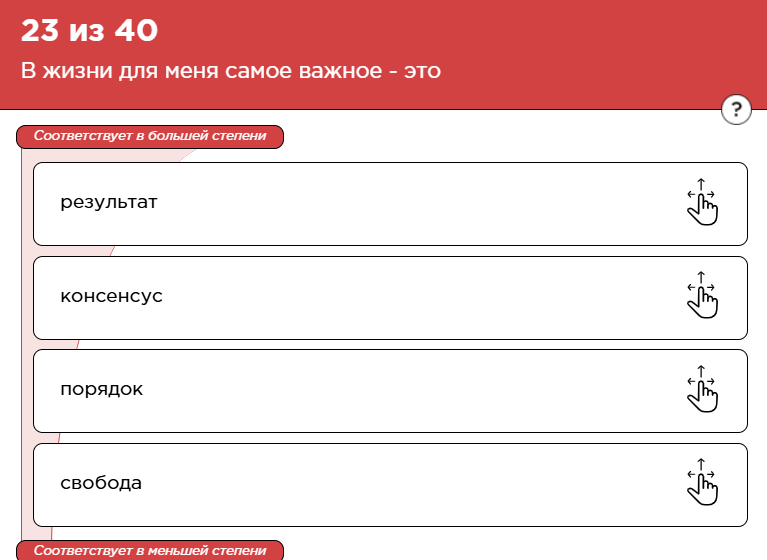 23 из 40
В жизни для меня самое важное - это
?
Соответствует в большей степени
результат
консенсус
порядок
свобода
Соответствует в меньшей степени